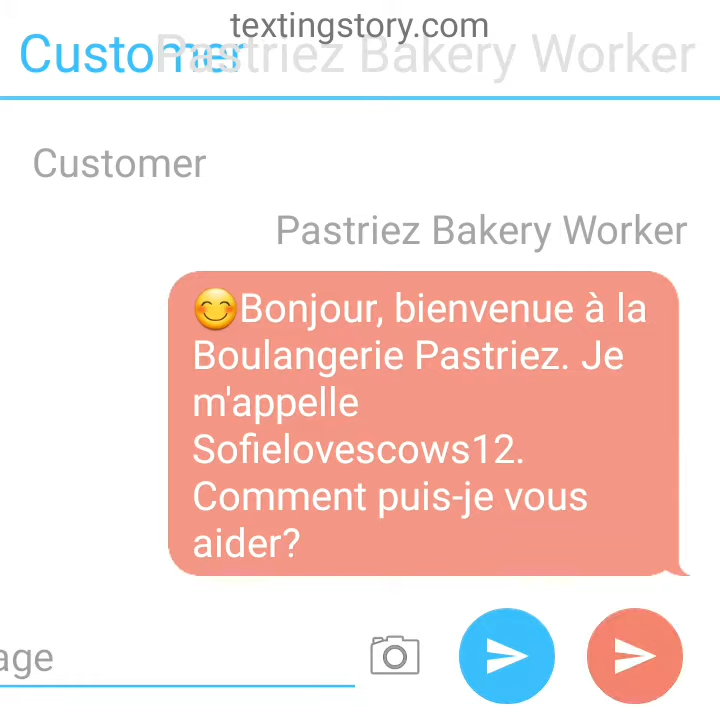 textingstory.com
Customer Pastriez Bakery Worker
Customer
Pastriez Bakery Worker
😊Bonjour, bienvenue à la
Boulangerie Pastriez. Je
m'appelle
Sofielovescows12.
Comment puis-je vous
aider?
age